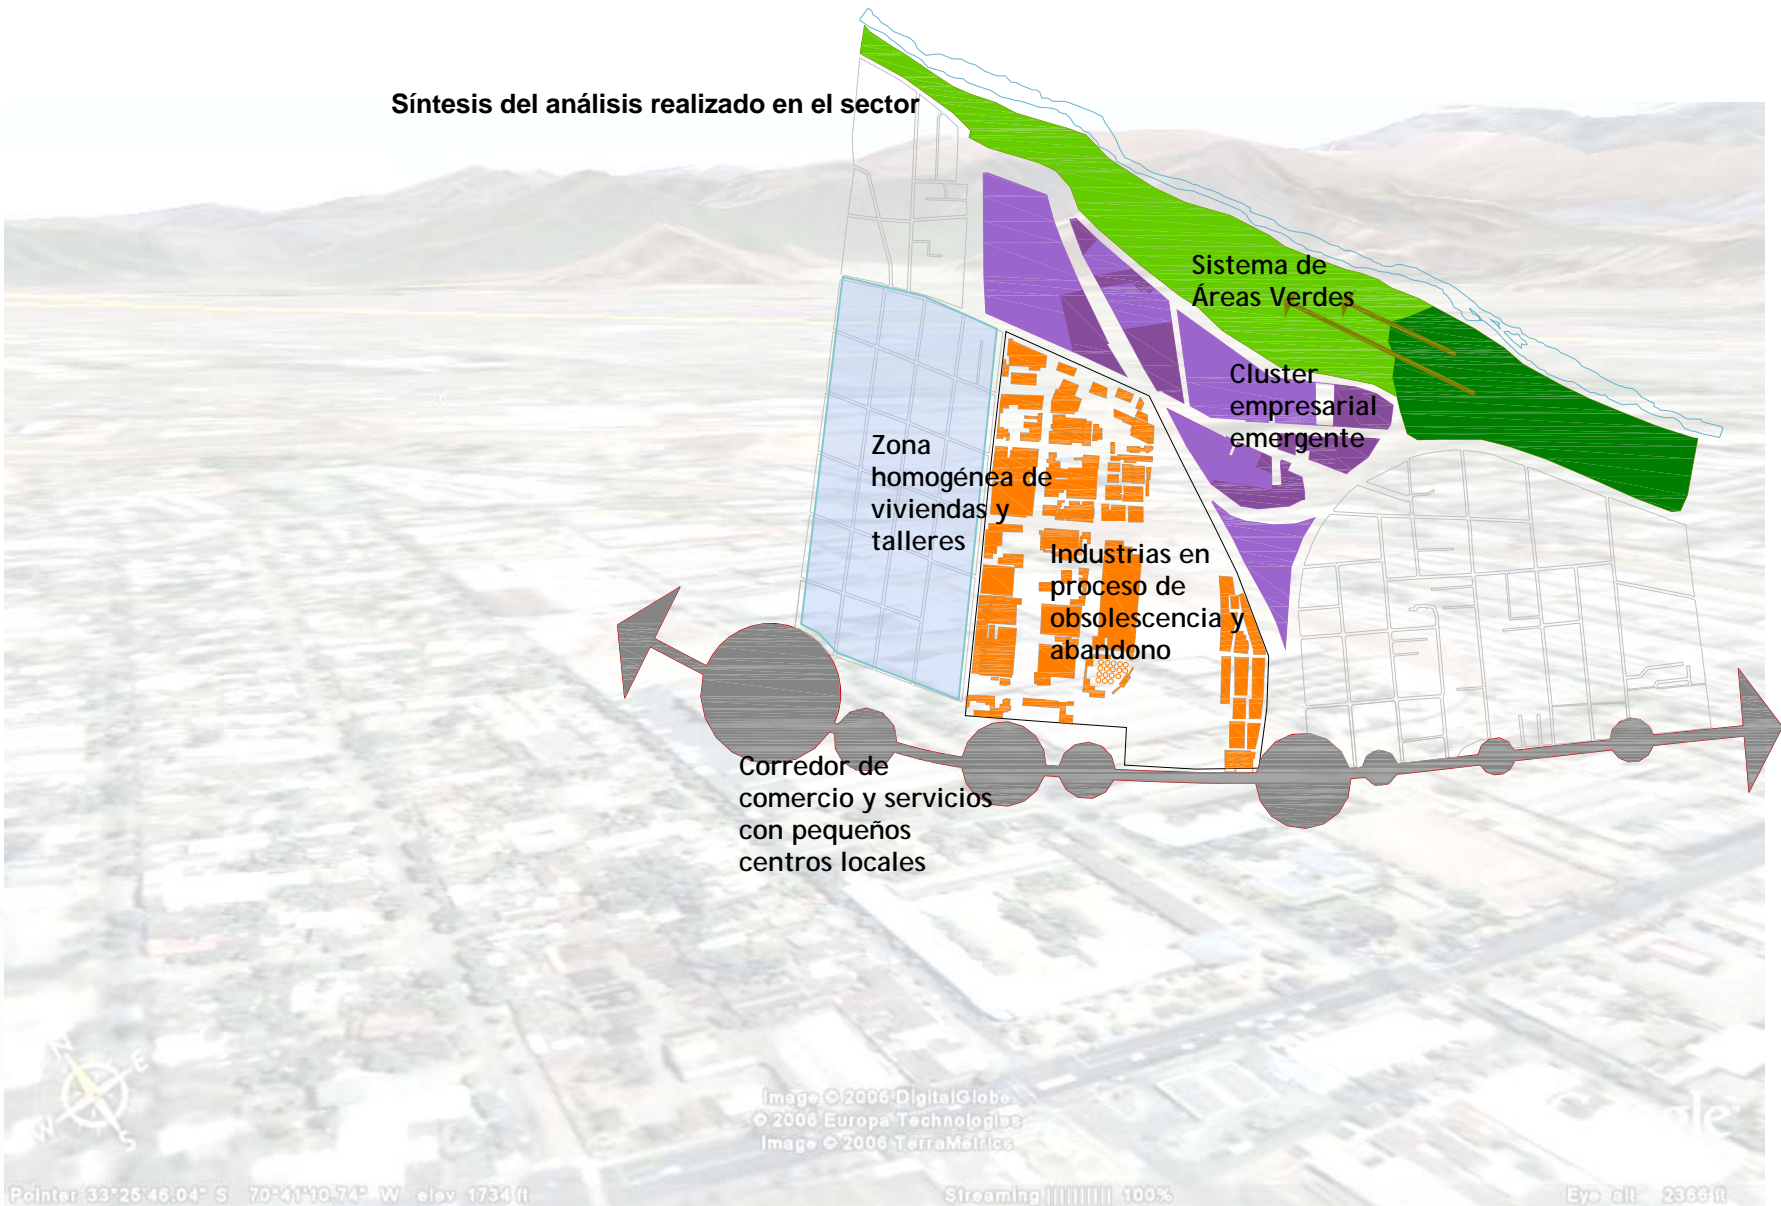 Síntesis del análisis realizado en el sector
Sistema de
Áreas Verdes
Cluster
empresarial
emergente
Zona
homogénea de
viviendas y
talleres
Industrias en
proceso de
obsolescencia y
abandono
Corredor de
comercio y servicios
con pequeños
centros locales
N
E
W
S
Image © 2006 DigitalGlobe
© 2006 Europa Technologies
Image © 2006 TerraMetrics
Google
Pointer 33°25'46.04" S 70°41'10.74" W elev 1734 ft
Streaming |||||||||| 100%
Eye alt 2366 ft